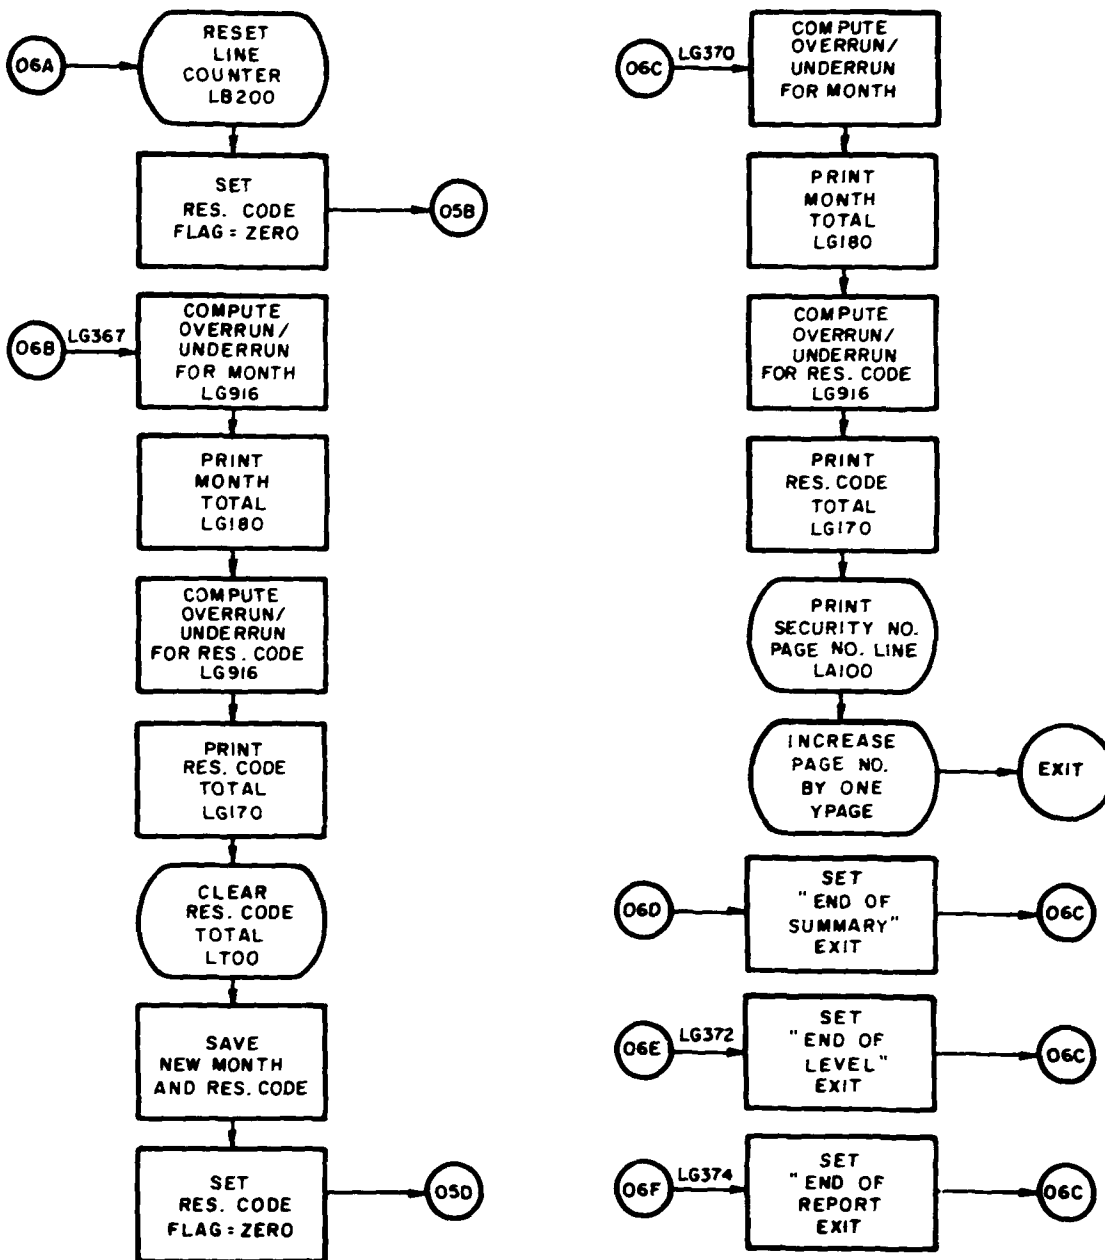 06A
RESET
LINE
COUNTER
LB200
SET
RES. CODE
FLAG = ZERO
05B
06B
LG367
COMPUTE
OVERRUN/
UNDERRUN
FOR MONTH
LG916
PRINT
MONTH
TOTAL
LG180
COMPUTE
OVERRUN/
UNDERRUN
FOR RES. CODE
LG916
PRINT
RES. CODE
TOTAL
LG170
CLEAR
RES. CODE
TOTAL
LT00
SAVE
NEW MONTH
AND RES. CODE
SET
RES. CODE
FLAG = ZERO
05D
06C
LG370
COMPUTE
OVERRUN/
UNDERRUN
FOR MONTH
PRINT
MONTH
TOTAL
LG180
COMPUTE
OVERRUN/
UNDERRUN
FOR RES. CODE
LG916
PRINT
RES. CODE
TOTAL
LG170
PRINT
SECURITY NO.
PAGE NO. LINE
LA100
INCREASE
PAGE NO.
BY ONE
YPAGE
EXIT
06D
SET
"END OF
SUMMARY"
EXIT
06C
06E
LG372
SET
"END OF
LEVEL"
EXIT
06C
06F
LG374
SET
"END OF
REPORT
EXIT
06C